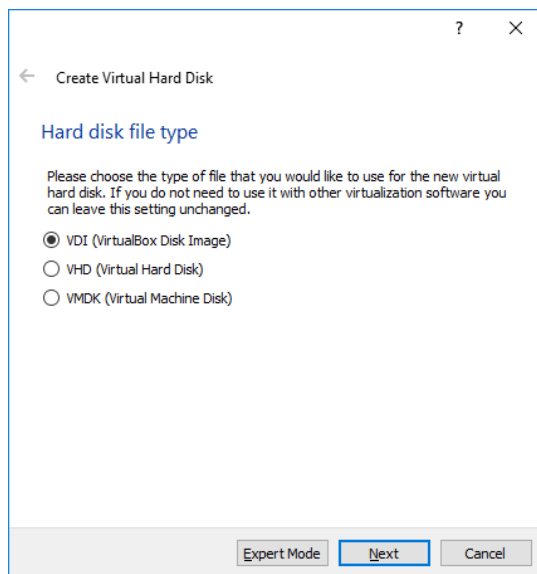 ?
Create Virtual Hard Disk
Hard disk file type
Please choose the type of file that you would like to use for the new virtual
hard disk. If you do not need to use it with other virtualization software you
can leave this setting unchanged.
VDI (VirtualBox Disk Image)
VHD (Virtual Hard Disk)
VMDK (Virtual Machine Disk)
Expert Mode Next Cancel